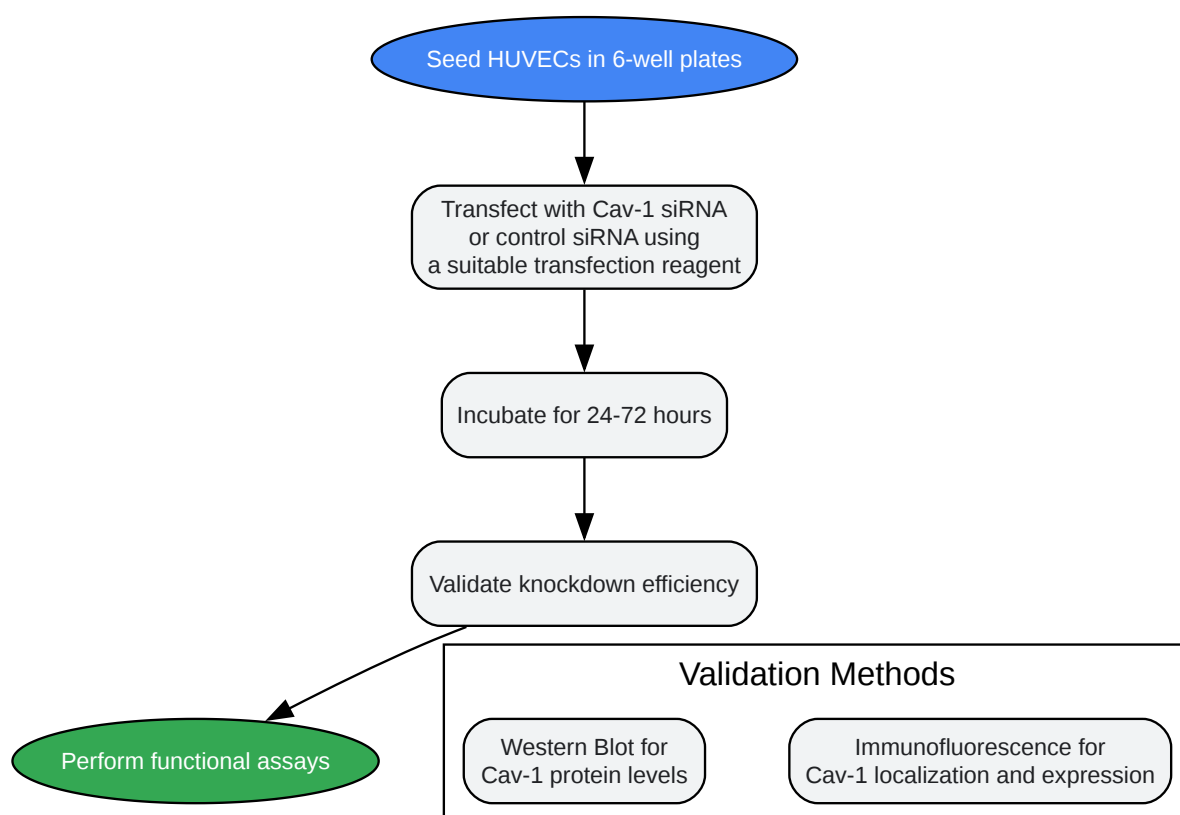 Seed HUVECs in 6-well plates
Transfect with Cav-1 siRNA
or control siRNA using
a suitable transfection reagent
Incubate for 24-72 hours
Validate knockdown efficiency
Validation Methods
Perform functional assays
Western Blot for
Cav-1 protein levels
Immunofluorescence for
Cav-1 localization and expression